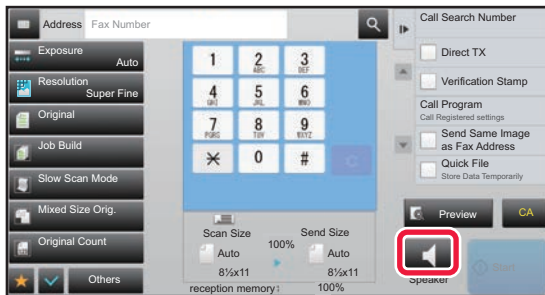 Address Fax Number
Call Search Number
Exposure
Auto
Direct TX
Resolution
Super Fine
Verification Stamp
Original
Call Program
Call Registered settings
Job Build
Send Same Image
as Fax Address
Slow Scan Mode
Quick File
Store Data Temporarily
Mixed Size Orig.
Original Count
Others
1 2 ABC 3 DEF
4 GHI 5 JKL 6 MNO
7 PQRS 8 TUV 9 WXYZ
0 #
C
Scan Size
Send Size
100%
Auto
Auto
8½x11
8½x11
reception memory: 100%
Preview
CA
Speaker
Start